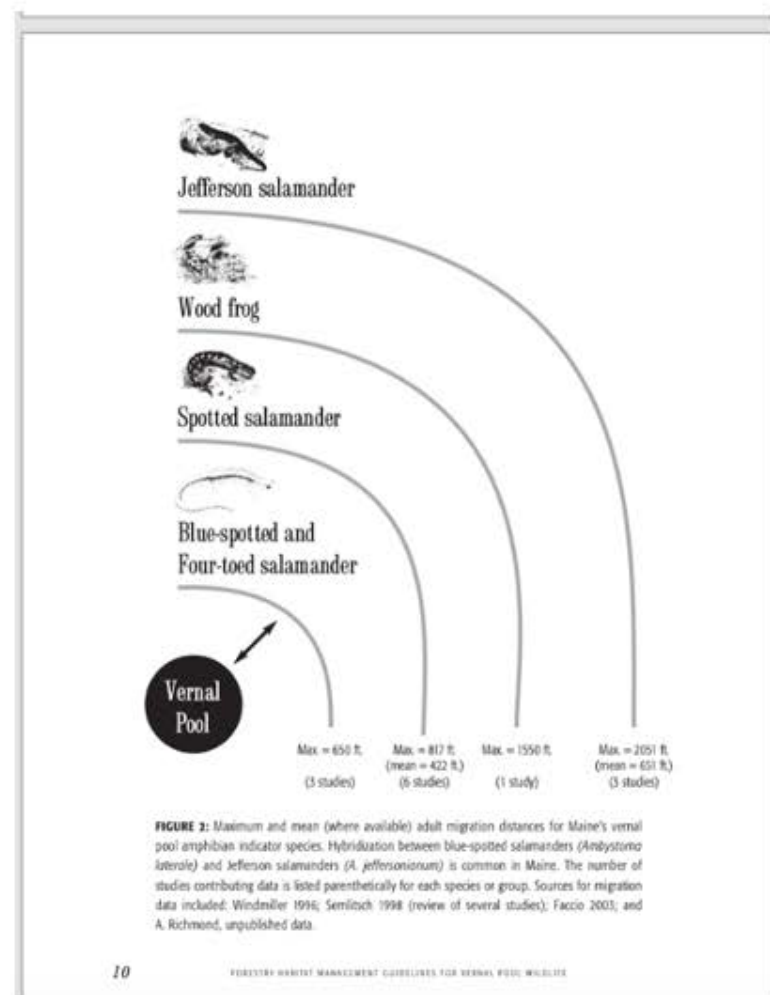 Jefferson salamander
Wood frog
Spotted salamander
Blue-spotted and
Four-toed salamander
Vernal
Pool
Max. = 650 ft.
(3 studies)
Max. = 817 ft.
(mean = 422 ft.)
(6 studies)
Max. = 1550 ft.
(1 study)
Max. = 2051 ft.
(mean = 651 ft.)
(3 studies)
FIGURE 2: Maximum and mean (where available) adult migration distances for Maine's vernal
pool amphibian indicator species. Hybridization between blue-spotted salamanders (Ambystoma
laterale) and Jefferson salamanders (A. jeffersonionum) is common in Maine. The number of
studies contributing data is listed parenthetically for each species or group. Sources for migration
data included: Windmiller 1996; Semlitsch 1998 (review of several studies); Faccio 2003; and
A. Richmond, unpublished data.
10
FORESTRY HABITAT MANAGEMENT GUIDELINES FOR VERNAL POOL WILDLIFE